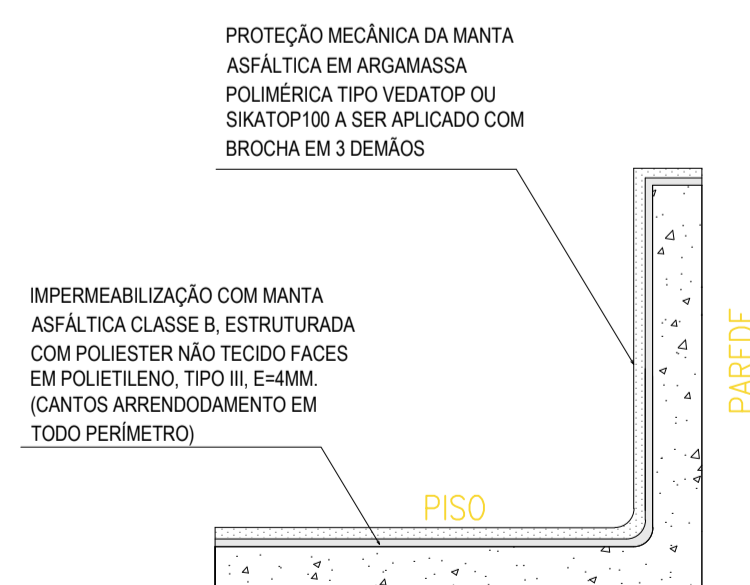 PROTEÇÃO MECÂNICA DA MANTA
ASFÁLTICA EM ARGAMASSA
POLIMÉRICA TIPO VEDATOP OU
SIKATOP100 A SER APLICADO COM
BROCHA EM 3 DEMÃOS
IMPERMEABILIZAÇÃO COM MANTA
ASFÁLTICA CLASSE B, ESTRUTURADA
COM POLIESTER NÃO TECIDO FACES
EM POLIETILENO, TIPO III, E=4MM.
(CANTOS ARRENDODAMENTO EM
TODO PERÍMETRO)
PISO
PAREDE